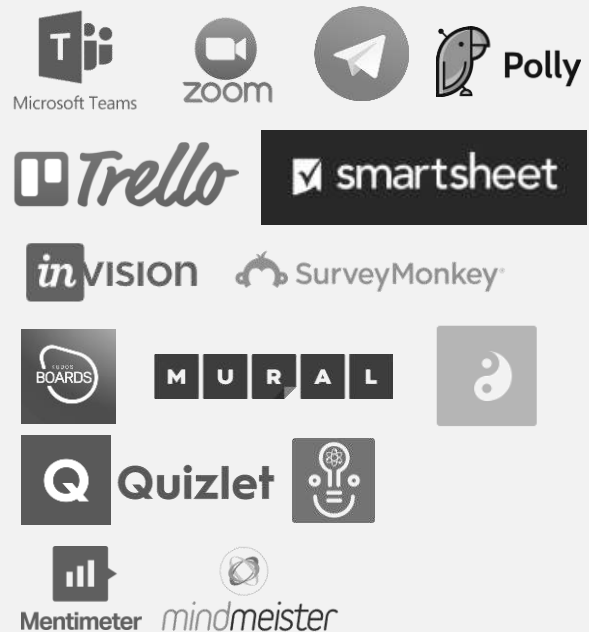 Microsoft Teams
zoom
Polly
Trello
smartsheet
inVISION
SurveyMonkey
BOARDS
MURAL
Q Quizlet
Mentimeter
mindmeister